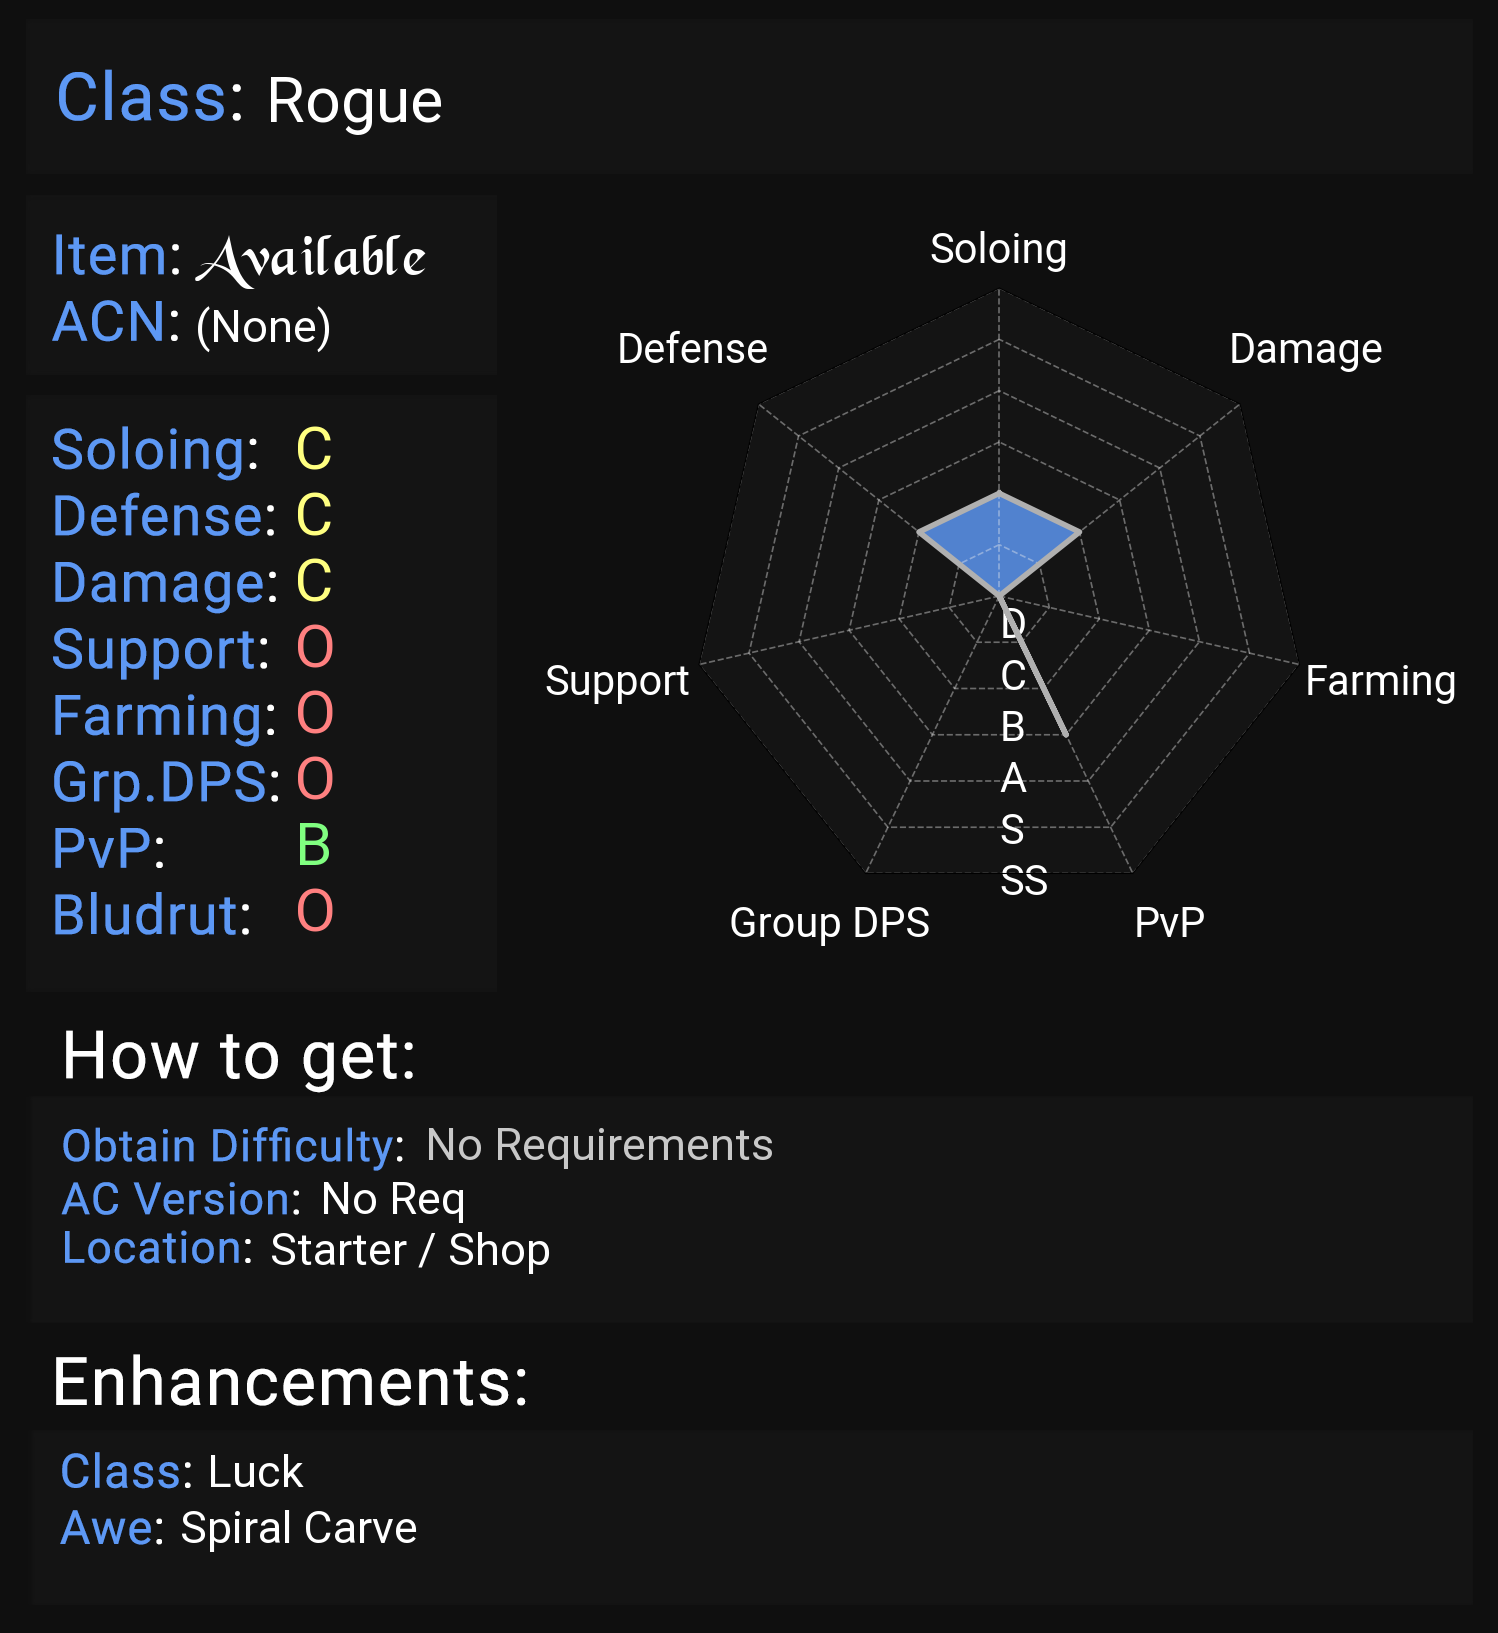 Class: Rogue
Item: Available
ACN: (None)
Soloing: C
Defense: C
Damage: C
Support: O
Farming: O
Grp.DPS: O
PvP: B
Bludrut: O
Soloing
Defense
Damage
Support
Farming
D
C
B
A
S
SS
Group DPS
PvP
How to get:
Obtain Difficulty: No Requirements
AC Version: No Req
Location: Starter / Shop
Enhancements:
Class: Luck
Awe: Spiral Carve